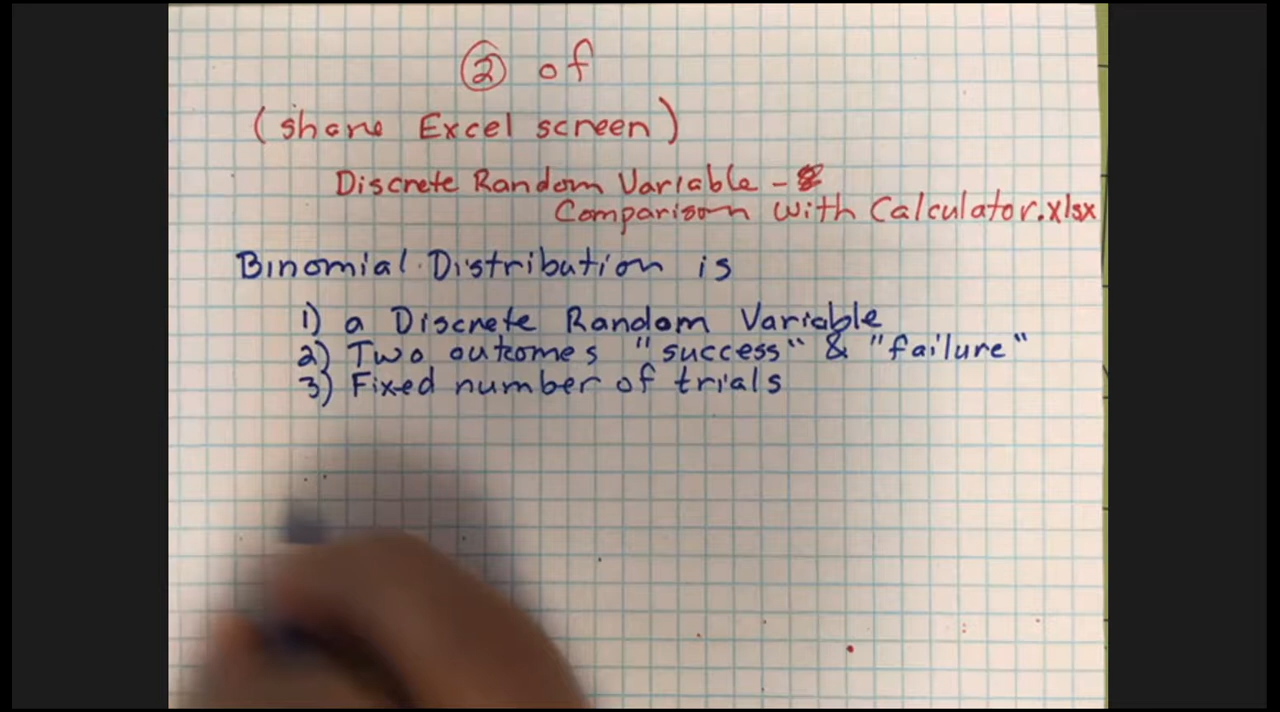 ② of
(share Excel screen)
Discrete Random Variable -
Comparison with Calculator.xlsx
Binomial Distribution is
1) a Discrete Random Variable
2) Two outcomes "success" & "failure"
3) Fixed number of trials